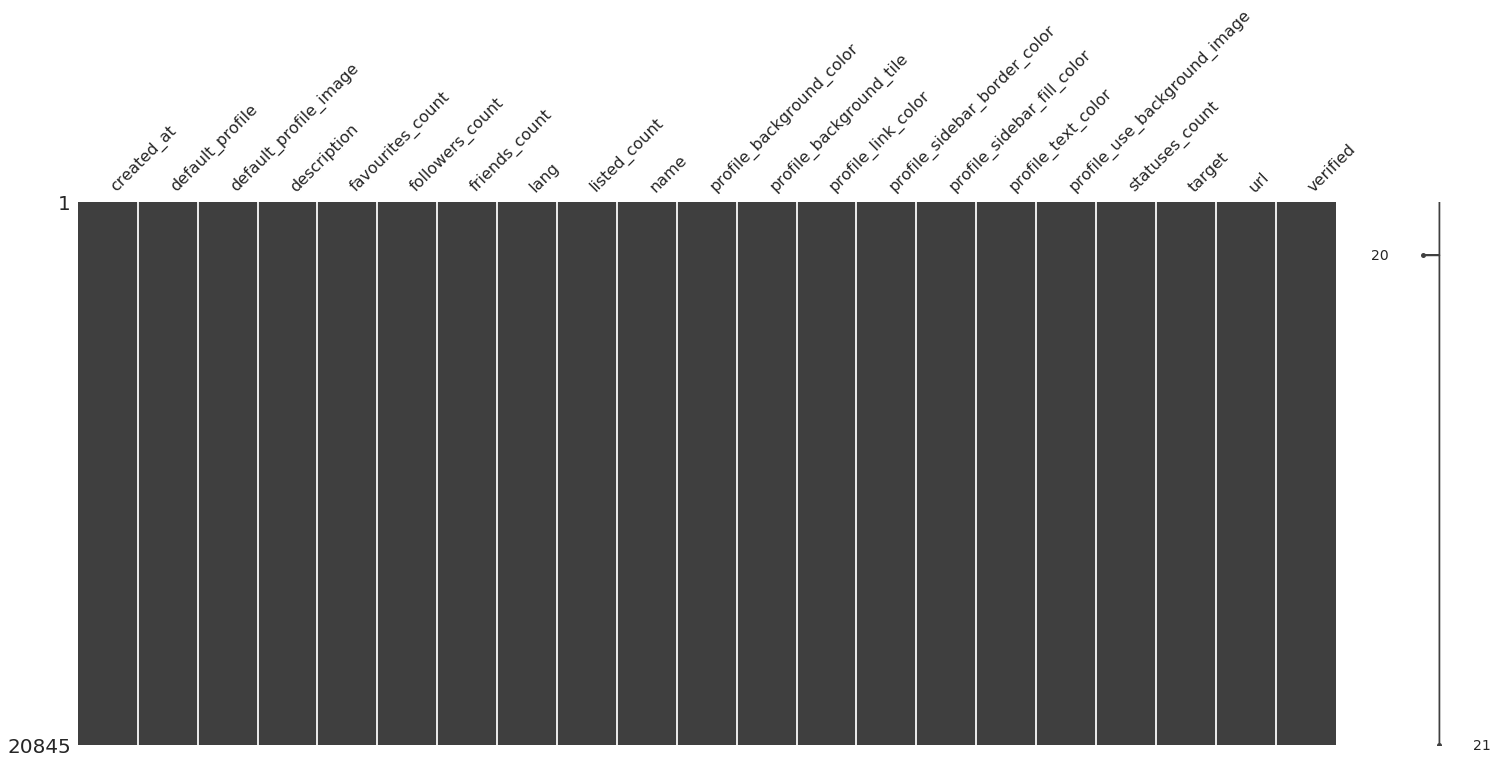 created_at
default_profile
default_profile_image
description
favourites_count
followers_count
friends_count
lang
listed_count
name
profile_background_color
profile_background_tile
profile_link_color
profile_sidebar_border_color
profile_sidebar_fill_color
profile_text_color
profile_use_background_image
statuses_count
target
url
verified
1
20
20845
21